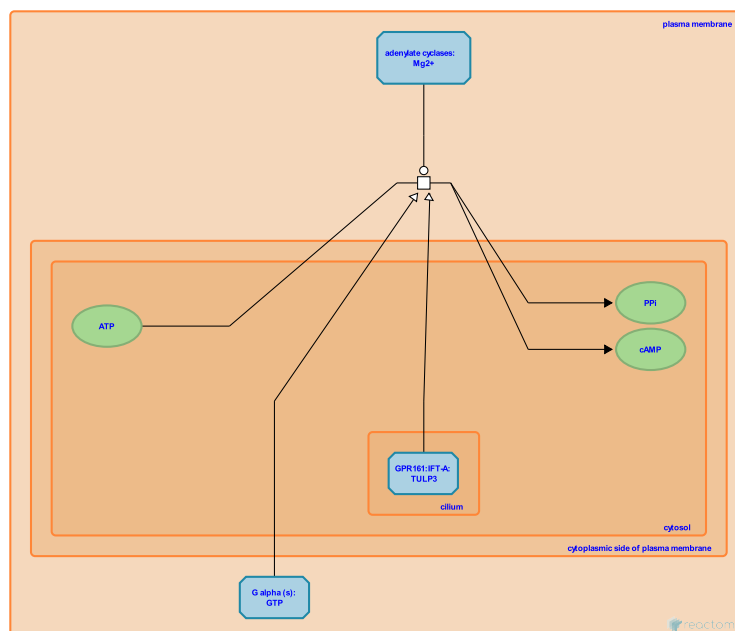 plasma membrane
adenylate cyclases:
Mg2+
PPi
ATP
cAMP
GPR161:IFT-A:
TULP3
cilium
cytosol
cytoplasmic side of plasma membrane
G alpha (s):
GTP
reactom